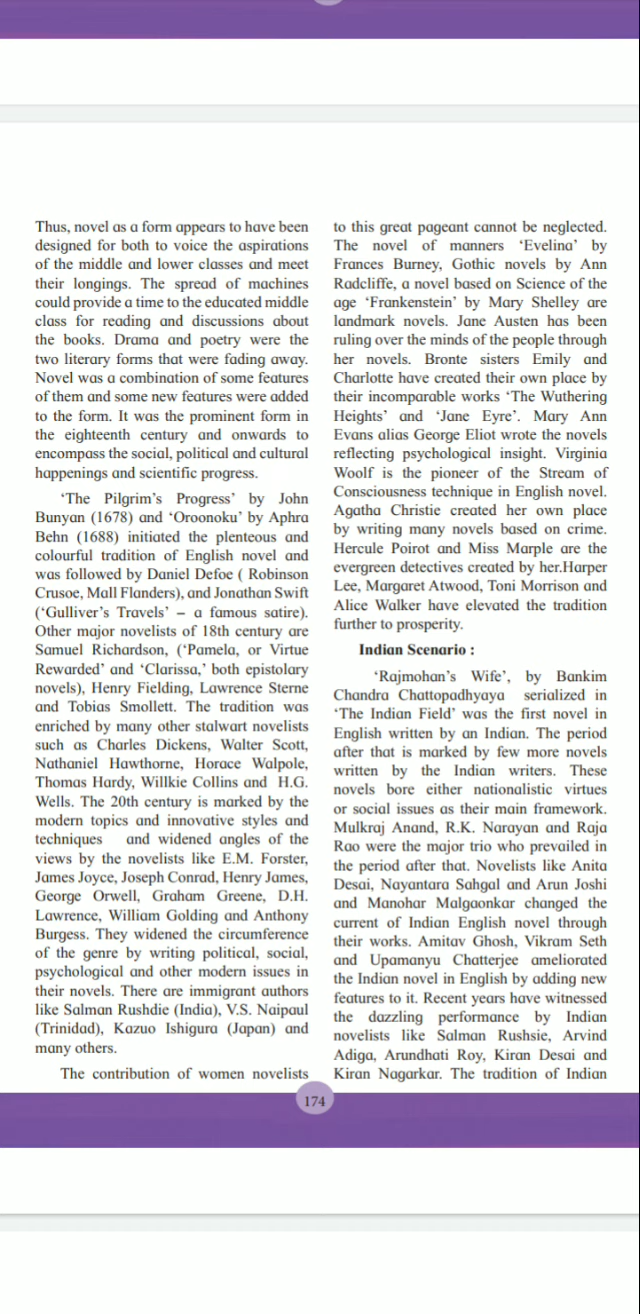 Thus, novel as a form appears to have been
designed for both to voice the aspirations
of the middle and lower classes and meet
their longings. The spread of machines
could provide a time to the educated middle
class for reading and discussions about
the books. Drama and poetry were the
two literary forms that were fading away.
Novel was a combination of some features
of them and some new features were added
to the form. It was the prominent form in
the eighteenth century and onwards to
encompass the social, political and cultural
happenings and scientific progress.
‘The Pilgrim’s Progress’ by John
Bunyan (1678) and ‘Oroonoku’ by Aphra
Behn (1688) initiated the plenteous and
colourful tradition of English novel and
was followed by Daniel Defoe ( Robinson
Crusoe, Mall Flanders), and Jonathan Swift
(‘Gulliver’s Travels’ – a famous satire).
Other major novelists of 18th century are
Samuel Richardson, (‘Pamela, or Virtue
Rewarded’ and ‘Clarissa,’ both epistolary
novels), Henry Fielding, Lawrence Sterne
and Tobias Smollett. The tradition was
enriched by many other stalwart novelists
such as Charles Dickens, Walter Scott,
Nathaniel Hawthorne, Horace Walpole,
Thomas Hardy, Willkie Collins and H.G.
Wells. The 20th century is marked by the
modern topics and innovative styles and
techniques and widened angles of the
views by the novelists like E.M. Forster,
James Joyce, Joseph Conrad, Henry James,
George Orwell, Graham Greene, D.H.
Lawrence, William Golding and Anthony
Burgess. They widened the circumference
of the genre by writing political, social,
psychological and other modern issues in
their novels. There are immigrant authors
like Salman Rushdie (India), V.S. Naipaul
(Trinidad), Kazuo Ishigura (Japan) and
many others.
The contribution of women novelists
to this great pageant cannot be neglected.
The novel of manners ‘Evelina’ by
Frances Burney, Gothic novels by Ann
Radcliffe, a novel based on Science of the
age ‘Frankenstein’ by Mary Shelley are
landmark novels. Jane Austen has been
ruling over the minds of the people through
her novels. Bronte sisters Emily and
Charlotte have created their own place by
their incomparable works ‘The Wuthering
Heights’ and ‘Jane Eyre’. Mary Ann
Evans alias George Eliot wrote the novels
reflecting psychological insight. Virginia
Woolf is the pioneer of the Stream of
Consciousness technique in English novel.
Agatha Christie created her own place
by writing many novels based on crime.
Hercule Poirot and Miss Marple are the
evergreen detectives created by her.Harper
Lee, Margaret Atwood, Toni Morrison and
Alice Walker have elevated the tradition
further to prosperity.
Indian Scenario :
‘Rajmohan’s Wife’, by Bankim
Chandra Chattopadhyaya serialized in
‘The Indian Field’ was the first novel in
English written by an Indian. The period
after that is marked by few more novels
written by the Indian writers. These
novels bore either nationalistic virtues
or social issues as their main framework.
Mulkraj Anand, R.K. Narayan and Raja
Rao were the major trio who prevailed in
the period after that. Novelists like Anita
Desai, Nayantara Sahgal and Arun Joshi
and Manohar Malgaonkar changed the
current of Indian English novel through
their works. Amitav Ghosh, Vikram Seth
and Upamanyu Chatterjee ameliorated
the Indian novel in English by adding new
features to it. Recent years have witnessed
the dazzling performance by Indian
novelists like Salman Rushsie, Arvind
Adiga, Arundhati Roy, Kiran Desai and
Kiran Nagarkar. The tradition of Indian
174